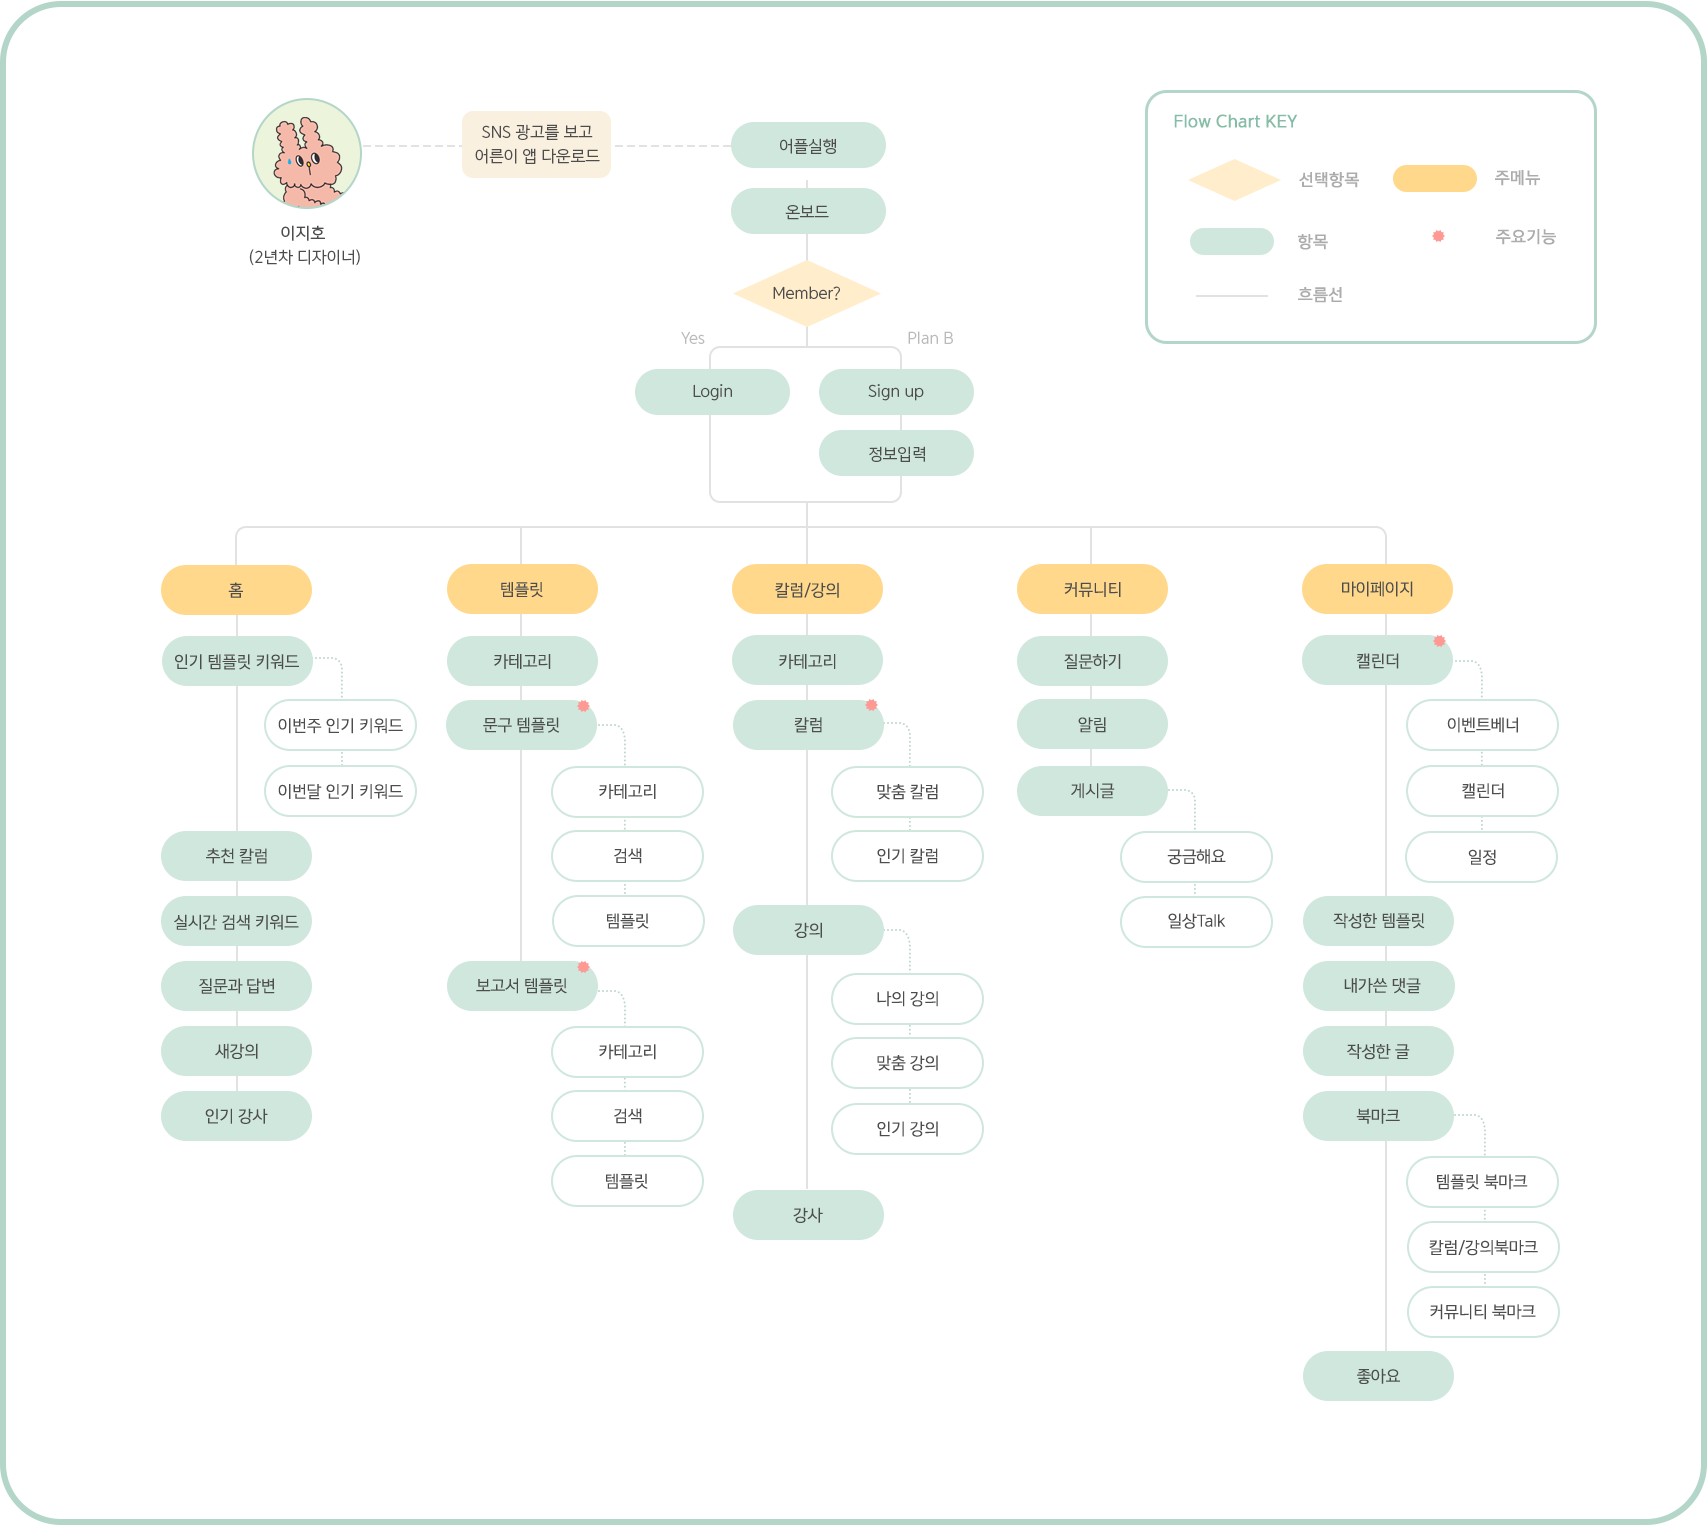 SNS 광고를 보고
어른이 앱 다운로드
이지호
(2년차 디자이너)
어플실행
온보드
Member?
Yes
Plan B
Login
Sign up
정보입력
Flow Chart KEY
선택항목
주메뉴
항목
주요기능
흐름선
홈
인기 템플릿 키워드
이번주 인기 키워드
이번달 인기 키워드
추천 칼럼
실시간 검색 키워드
질문과 답변
새강의
인기 강사
템플릿
카테고리
문구 템플릿
카테고리
검색
템플릿
보고서 템플릿
카테고리
검색
템플릿
칼럼/강의
카테고리
칼럼
맞춤 칼럼
인기 칼럼
강의
나의 강의
맞춤 강의
인기 강의
강사
커뮤니티
질문하기
알림
게시글
궁금해요
일상Talk
마이페이지
캘린더
이벤트베너
캘린더
일정
작성한 템플릿
내가쓴 댓글
작성한 글
북마크
템플릿 북마크
칼럼/강의북마크
커뮤니티 북마크
좋아요